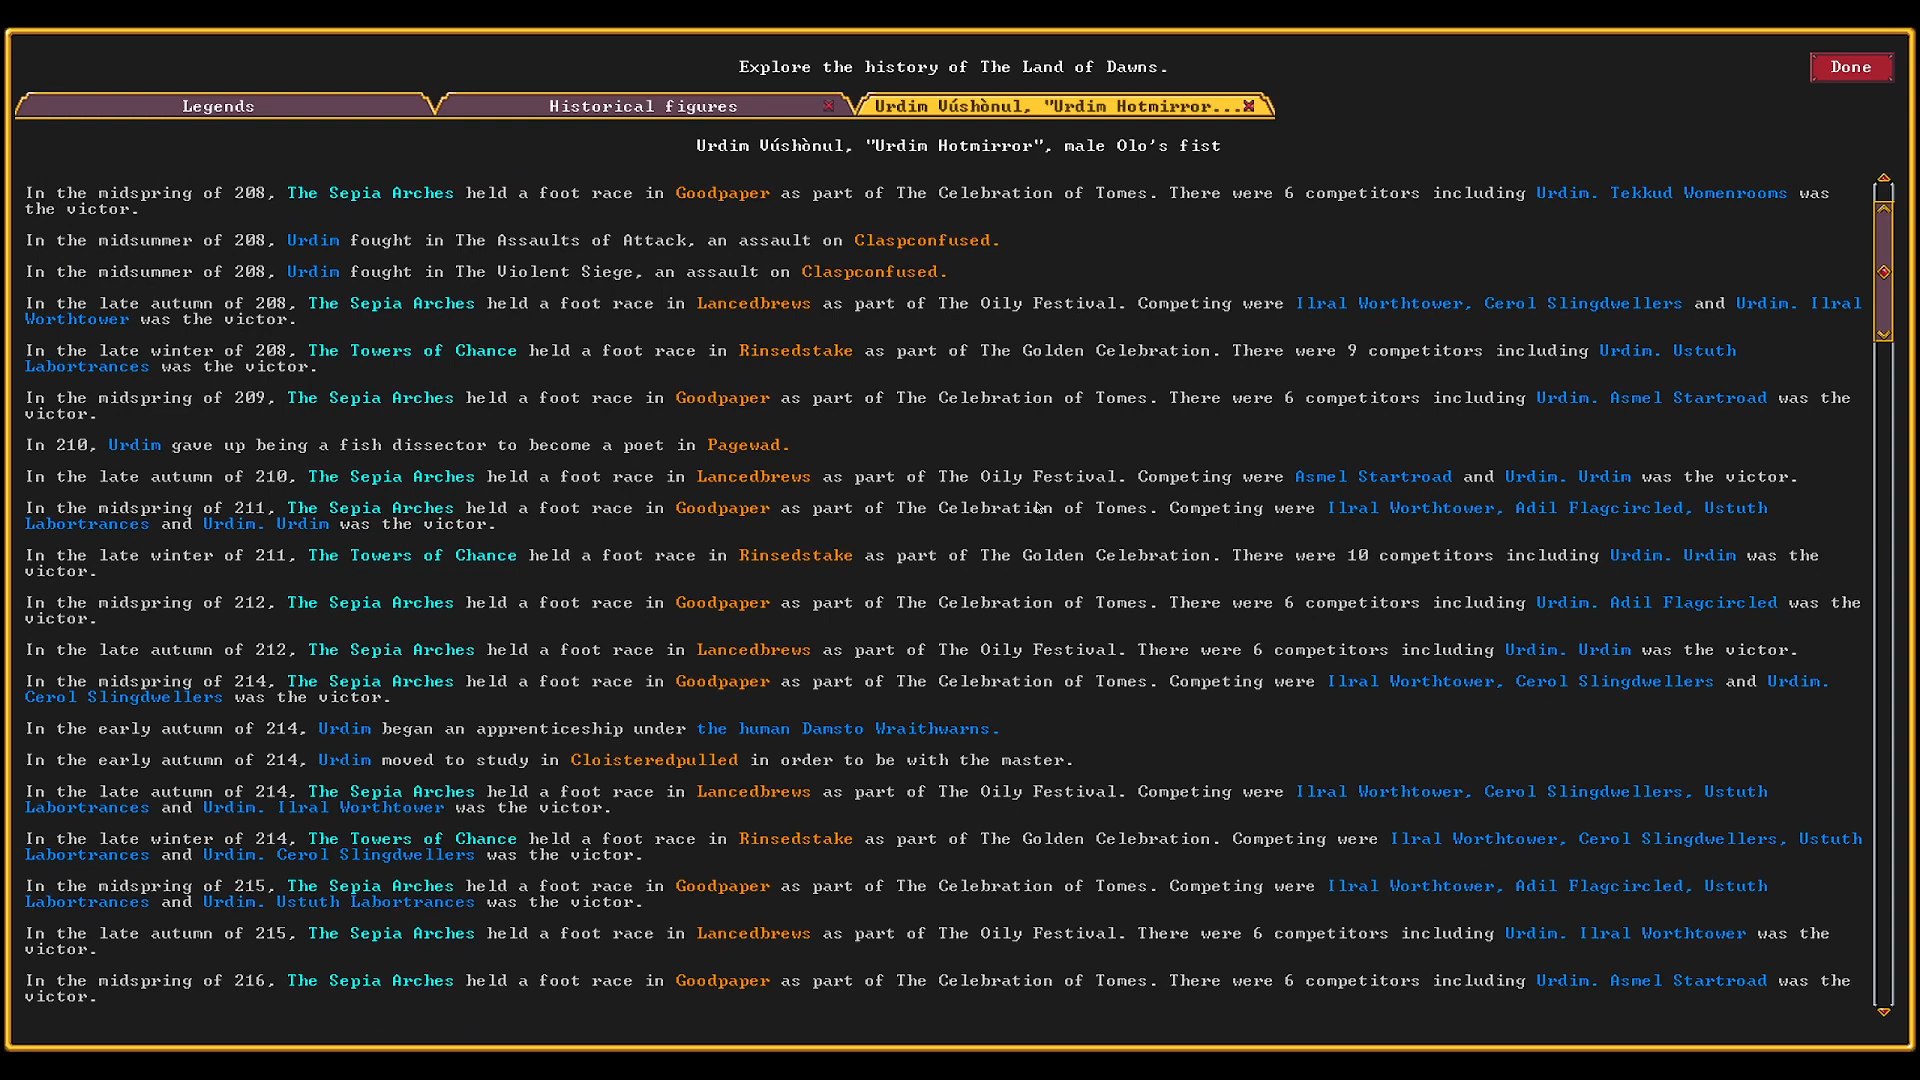 Explore the history of The Land of Dawns.
Done
Legends
Historical figures
Urdim Vúshònul, "Urdim Hotmirror...
Urdim Vúshònul, "Urdim Hotmirror", male Olo's fist
In the midspring of 208, The Sepia Arches held a foot race in Goodpaper as part of The Celebration of Tomes. There were 6 competitors including Urdim. Tekkud Womenrooms was
the victor.
In the midsummer of 208, Urdim fought in The Assaults of Attack, an assault on Claspconfused.
In the midsummer of 208, Urdim fought in The Violent Siege, an assault on Claspconfused.
In the late autumn of 208, The Sepia Arches held a foot race in Lancedbrews as part of The Oily Festival. Competing were Ilral Worthtower, Cerol Slingdwellers and Urdim. Ilral
Worthtower was the victor.
In the late winter of 208, The Towers of Chance held a foot race in Rinsedstake as part of The Golden Celebration. There were 9 competitors including Urdim. Ustuth
Labortrances was the victor.
In the midspring of 209, The Sepia Arches held a foot race in Goodpaper as part of The Celebration of Tomes. There were 6 competitors including Urdim. Asmel Startroad was the
victor.
In 210, Urdim gave up being a fish dissector to become a poet in Pagewad.
In the late autumn of 210, The Sepia Arches held a foot race in Lancedbrews as part of The Oily Festival. Competing were Asmel Startroad and Urdim. Urdim was the victor.
In the midspring of 211, The Sepia Arches held a foot race in Goodpaper as part of The Celebration of Tomes. Competing were Ilral Worthtower, Adil Flagcircled, Ustuth
Labortrances and Urdim. Urdim was the victor.
In the late winter of 211, The Towers of Chance held a foot race in Rinsedstake as part of The Golden Celebration. There were 10 competitors including Urdim. Urdim was the
victor.
In the midspring of 212, The Sepia Arches held a foot race in Goodpaper as part of The Celebration of Tomes. There were 6 competitors including Urdim. Adil Flagcircled was the
victor.
In the late autumn of 212, The Sepia Arches held a foot race in Lancedbrews as part of The Oily Festival. There were 6 competitors including Urdim. Urdim was the victor.
In the midspring of 214, The Sepia Arches held a foot race in Goodpaper as part of The Celebration of Tomes. Competing were Ilral Worthtower, Cerol Slingdwellers and Urdim.
Cerol Slingdwellers was the victor.
In the early autumn of 214, Urdim began an apprenticeship under the human Damsto Wraithwarns.
In the early autumn of 214, Urdim moved to study in Cloisteredpulled in order to be with the master.
In the late autumn of 214, The Sepia Arches held a foot race in Lancedbrews as part of The Oily Festival. Competing were Ilral Worthtower, Cerol Slingdwellers, Ustuth
Labortrances and Urdim. Ilral Worthtower was the victor.
In the late winter of 214, The Towers of Chance held a foot race in Rinsedstake as part of The Golden Celebration. Competing were Ilral Worthtower, Cerol Slingdwellers, Ustuth
Labortrances and Urdim. Cerol Slingdwellers was the victor.
In the midspring of 215, The Sepia Arches held a foot race in Goodpaper as part of The Celebration of Tomes. Competing were Ilral Worthtower, Adil Flagcircled, Ustuth
Labortrances and Urdim. Ustuth Labortrances was the victor.
In the late autumn of 215, The Sepia Arches held a foot race in Lancedbrews as part of The Oily Festival. There were 6 competitors including Urdim. Ilral Worthtower was the
victor.
In the midspring of 216, The Sepia Arches held a foot race in Goodpaper as part of The Celebration of Tomes. There were 6 competitors including Urdim. Asmel Startroad was the
victor.